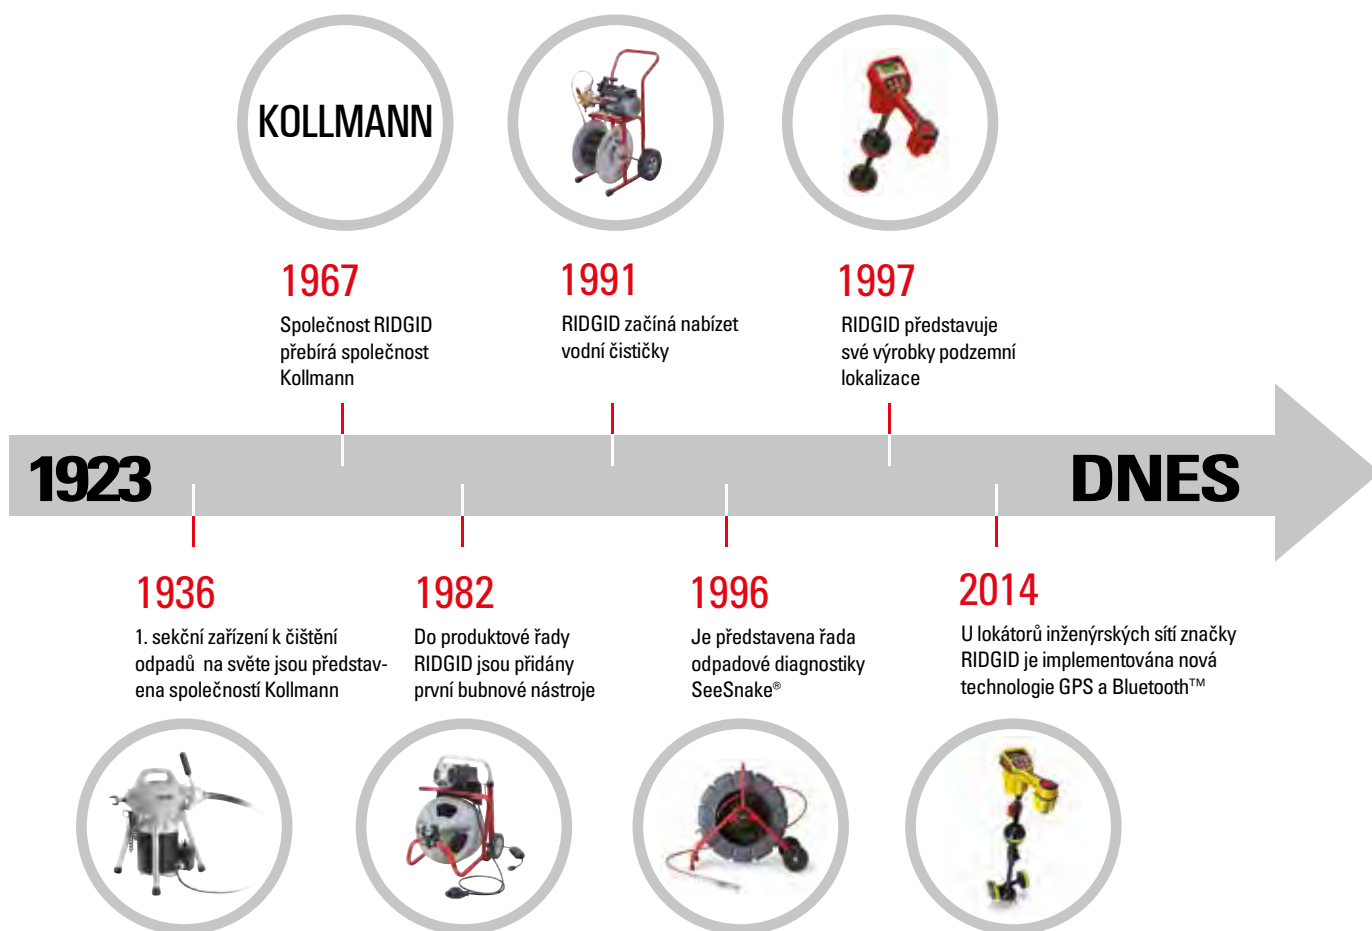 KOLLMANN
1967
Společnost RIDGID
přebírá společnost
Kollmann
1991
RIDGID začíná nabízet
vodní čističky
1997
RIDGID představuje
své výrobky podzemní
lokalizace
1923
DNES
1936
1. sekční zařízení k čištění
odpadů na světe jsou představ-
ena společností Kollmann
1982
Do produktové řady
RIDGID jsou přidány
první bubnové nástroje
1996
Je představena řada
odpadové diagnostiky
SeeSnake®
2014
U lokátorů inženýrských sítí značky
RIDGID je implementována nová
technologie GPS a Bluetooth™